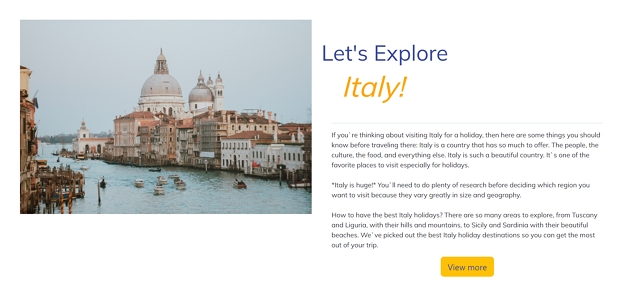 Let's Explore
Italy!
If you`re thinking about visiting Italy for a holiday, then here are some things you should
know before traveling there: Italy is a country that has so much to offer. The people, the
culture, the food, and everything else. Italy is such a beautiful country. It`s one of the
favorite places to visit especially for holidays.
"Italy is huge!" You`ll need to do plenty of research before deciding which region you
want to visit because they vary greatly in size and geography.
How to have the best Italy holidays? There are so many areas to explore, from Tuscany
and Liguria, with their hills and mountains, to Sicily and Sardinia with their beautiful
beaches. We`ve picked out the best Italy holiday destinations so you can get the most
out of your trip.
View more